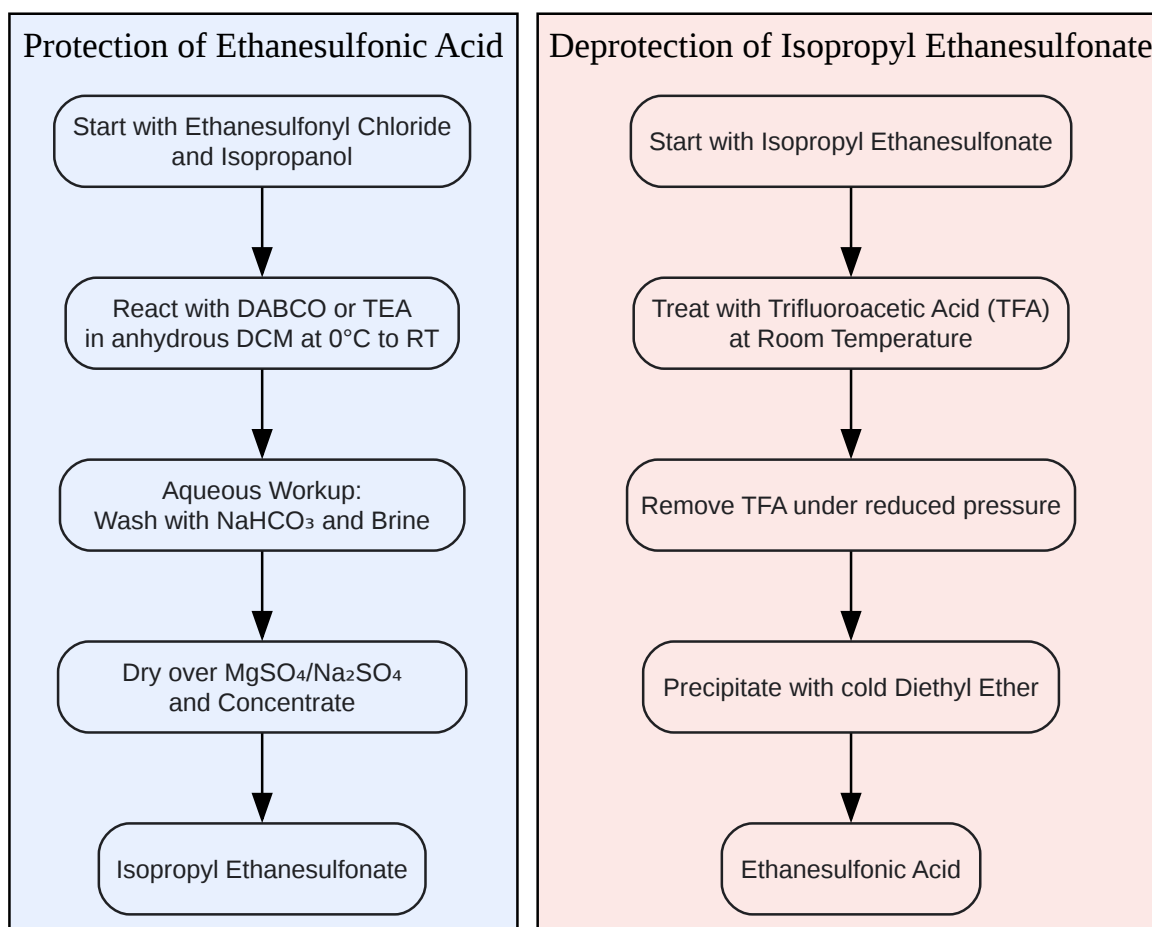 Protection of Ethanesulfonic Acid
Start with Ethanesulfonyl Chloride
and Isopropanol
React with DABCO or TEA
in anhydrous DCM at 0°C to RT
Aqueous Workup:
Wash with NaHCO₃ and Brine
Dry over MgSO₄/Na₂SO₄
and Concentrate
Isopropyl Ethanesulfonate
Deprotection of Isopropyl Ethanesulfonate
Start with Isopropyl Ethanesulfonate
Treat with Trifluoroacetic Acid (TFA)
at Room Temperature
Remove TFA under reduced pressure
Precipitate with cold Diethyl Ether
Ethanesulfonic Acid